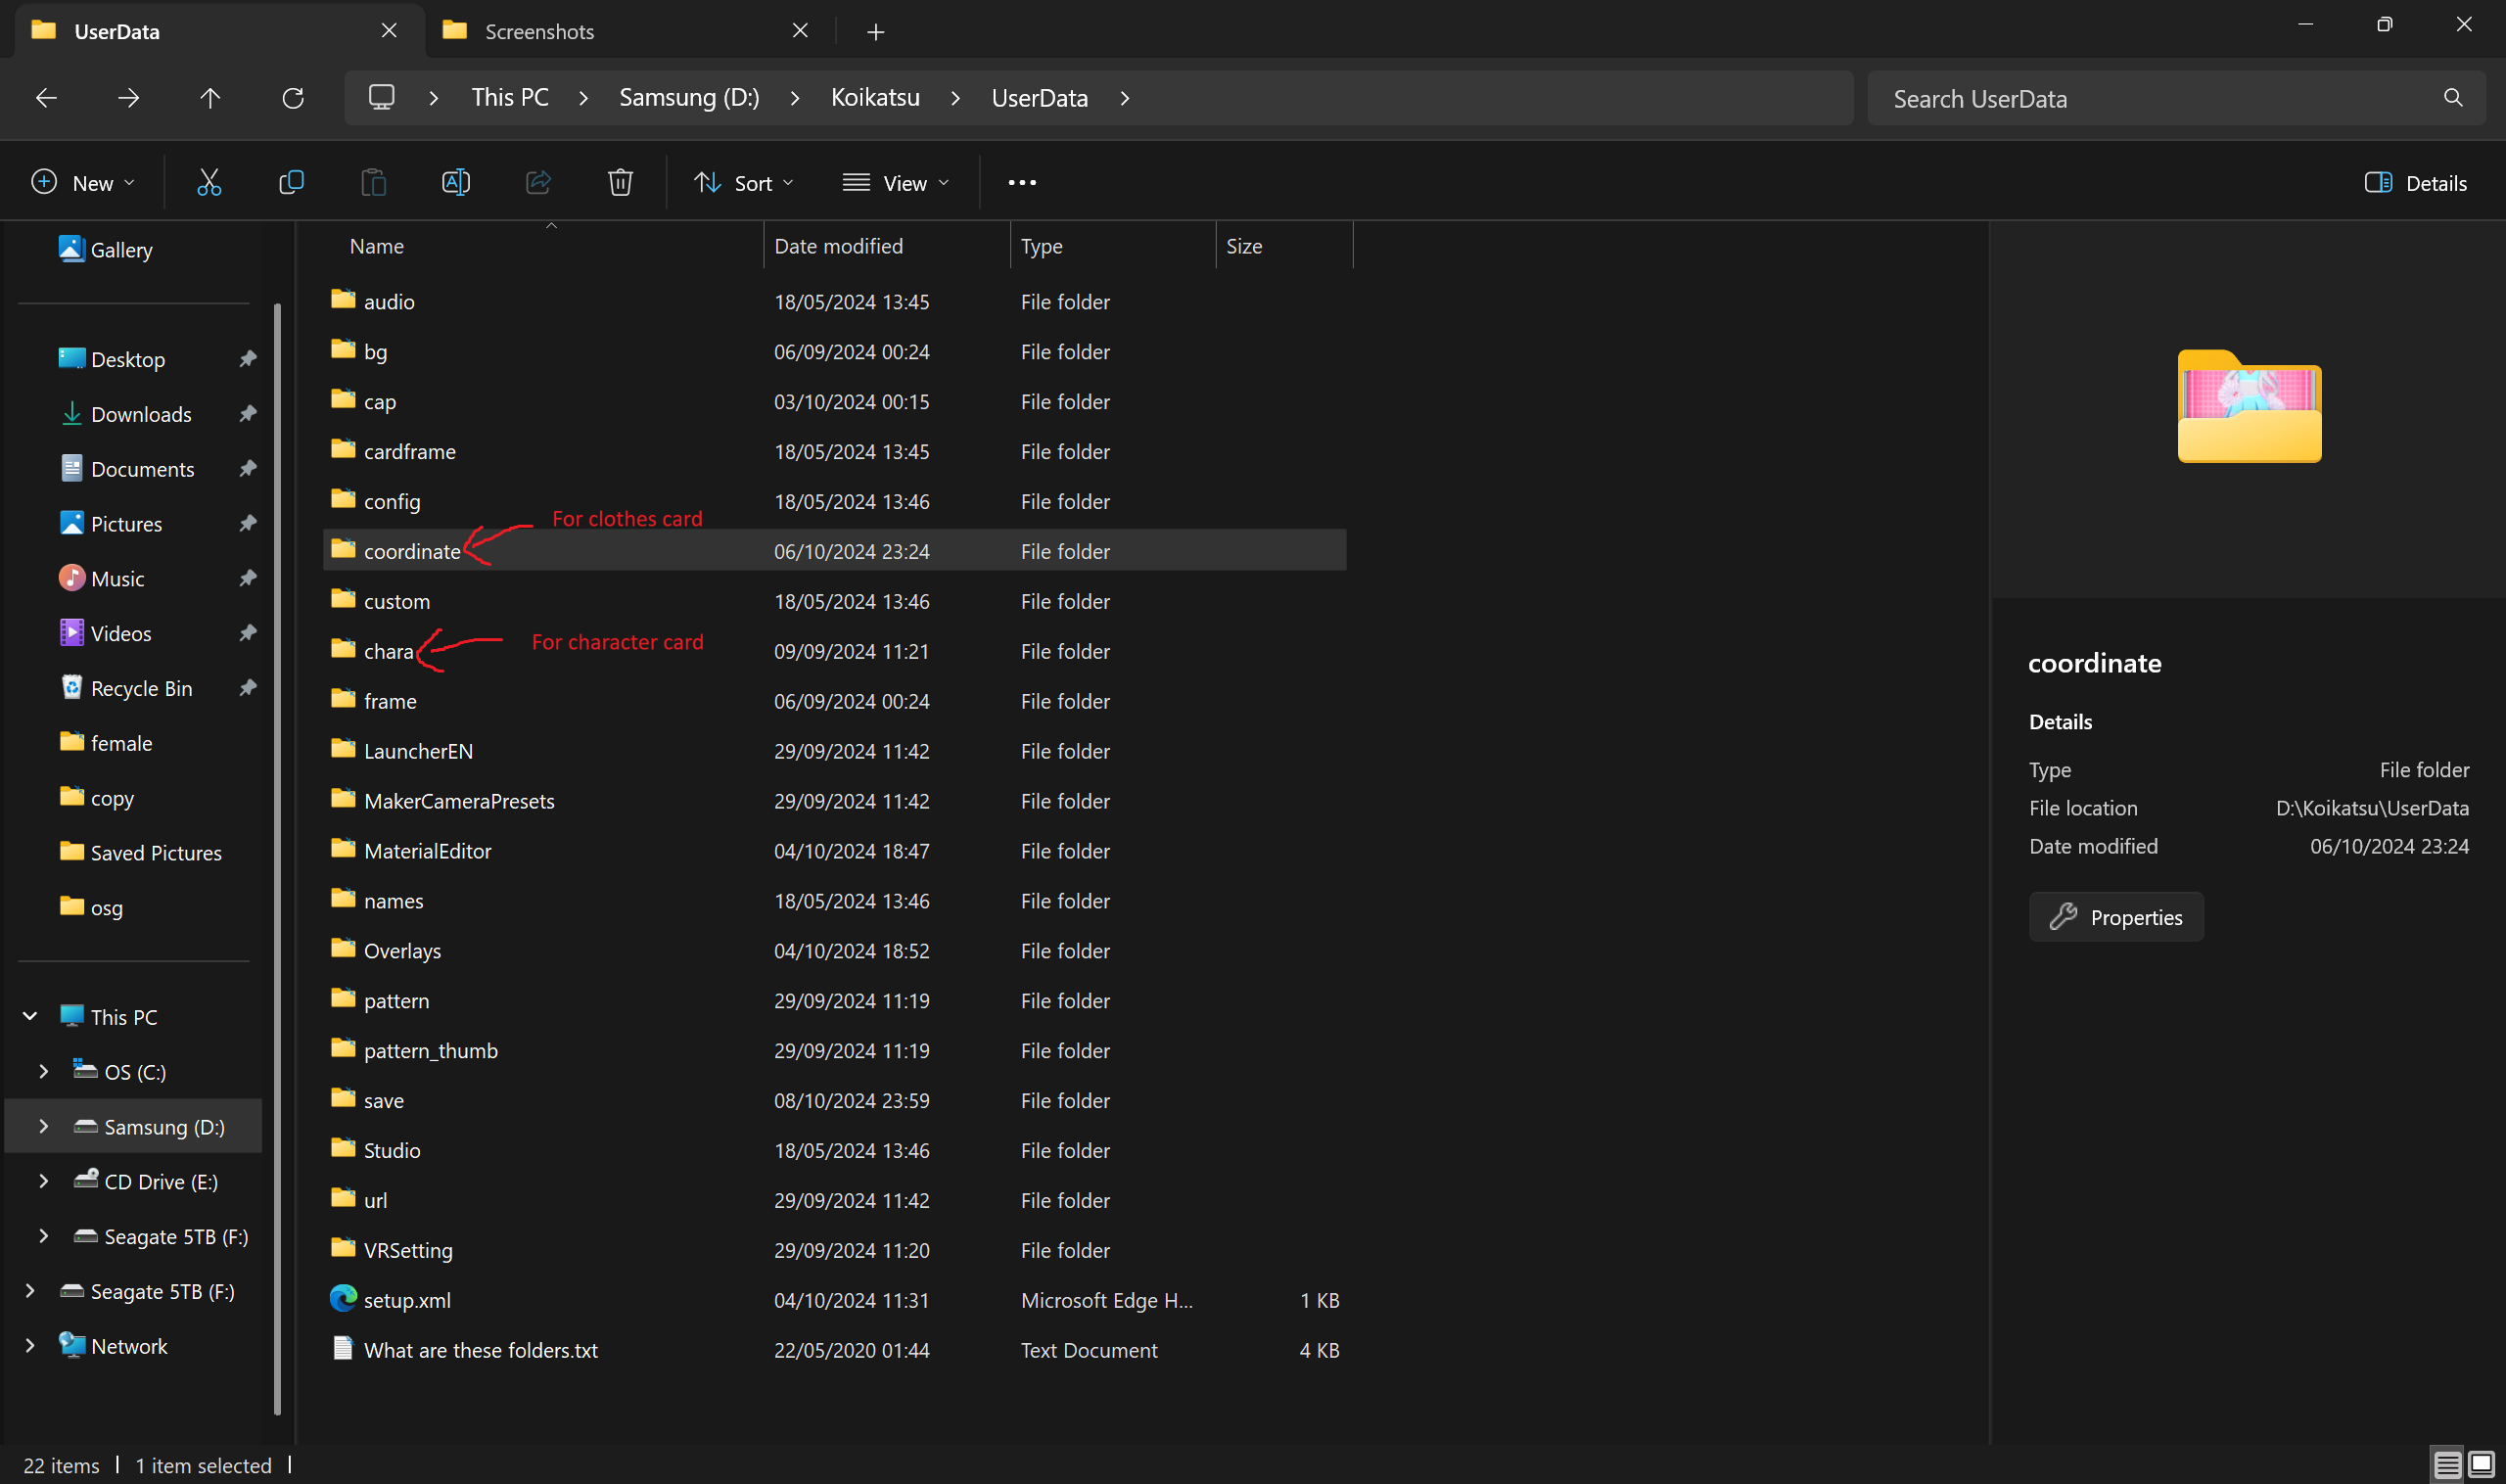 UserData
Screenshots
This PC
Samsung (D:)
Koikatsu
UserData
Search UserData
New
Sort
View
Details
Gallery
Desktop
Downloads
Documents
Pictures
Music
Videos
Recycle Bin
female
copy
Saved Pictures
osg
This PC
OS (C:)
Samsung (D:)
CD Drive (E:)
Seagate 5TB (F:)
Seagate 5TB (F:)
Network
Name Date modified Type Size
audio 18/05/2024 13:45 File folder
bg 06/09/2024 00:24 File folder
cap 03/10/2024 00:15 File folder
cardframe 18/05/2024 13:45 File folder
config 18/05/2024 13:46 File folder
For clothes card
coordinate 06/10/2024 23:24 File folder
custom 18/05/2024 13:46 File folder
For character card
chara 09/09/2024 11:21 File folder
frame 06/09/2024 00:24 File folder
LauncherEN 29/09/2024 11:42 File folder
MakerCameraPresets 29/09/2024 11:42 File folder
MaterialEditor 04/10/2024 18:47 File folder
names 18/05/2024 13:46 File folder
Overlays 04/10/2024 18:52 File folder
pattern 29/09/2024 11:19 File folder
pattern_thumb 29/09/2024 11:19 File folder
save 08/10/2024 23:59 File folder
Studio 18/05/2024 13:46 File folder
url 29/09/2024 11:42 File folder
VRSetting 29/09/2024 11:20 File folder
setup.xml 04/10/2024 11:31 Microsoft Edge H... 1 KB
What are these folders.txt 22/05/2020 01:44 Text Document 4 KB
coordinate
Details
Type File folder
File location D:\Koikatsu\UserData
Date modified 06/10/2024 23:24
Properties
22 items
1 item selected